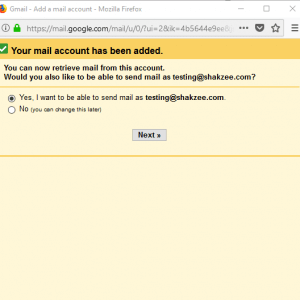 Gmail - Add a mail account - Mozilla Firefox
https://mail.google.com/mail/u/0/?ui=2&ik=4b5644e9ee8
Your mail account has been added.
You can now retrieve mail from this account.
Would you also like to be able to send mail as testing@shakzee.com?
Yes, I want to be able to send mail as testing@shakzee.com.
No (you can change this later)
Next »